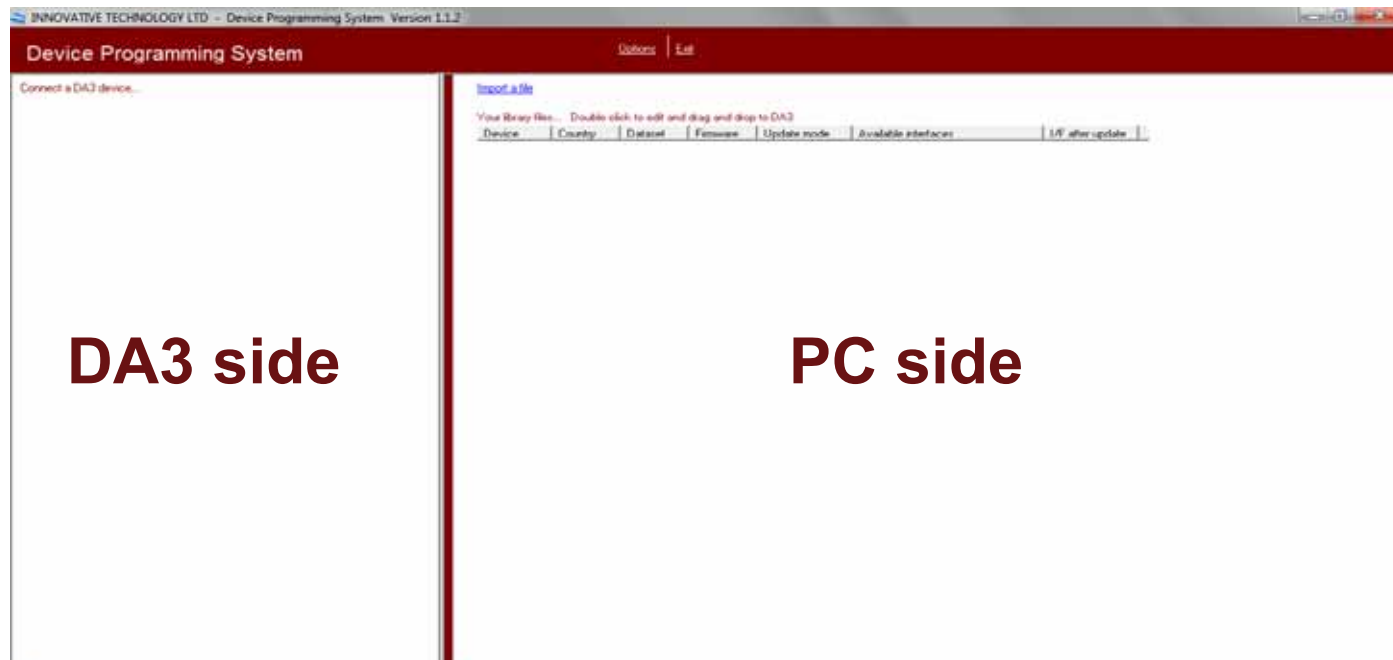 INNOVATIVE TECHNOLOGY LTD - Device Programming System Version 1.1.2
Device Programming System
Options Exit
Connect a DA3 device...
Import a file
Your library files... Double click to edit and drag and drop to DA3
Device Country Dataset Firmware Update mode Available interfaces I/F after update
DA3 side
PC side